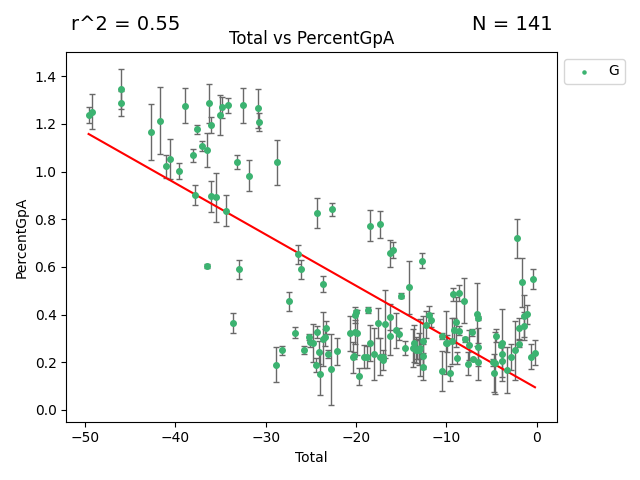 r^2 = 0.55
N = 141
Total vs PercentGpA
G
PercentGpA
1.4
1.2
1.0
0.8
0.6
0.4
0.2
0.0
−50 −40 −30 −20 −10 0
Total